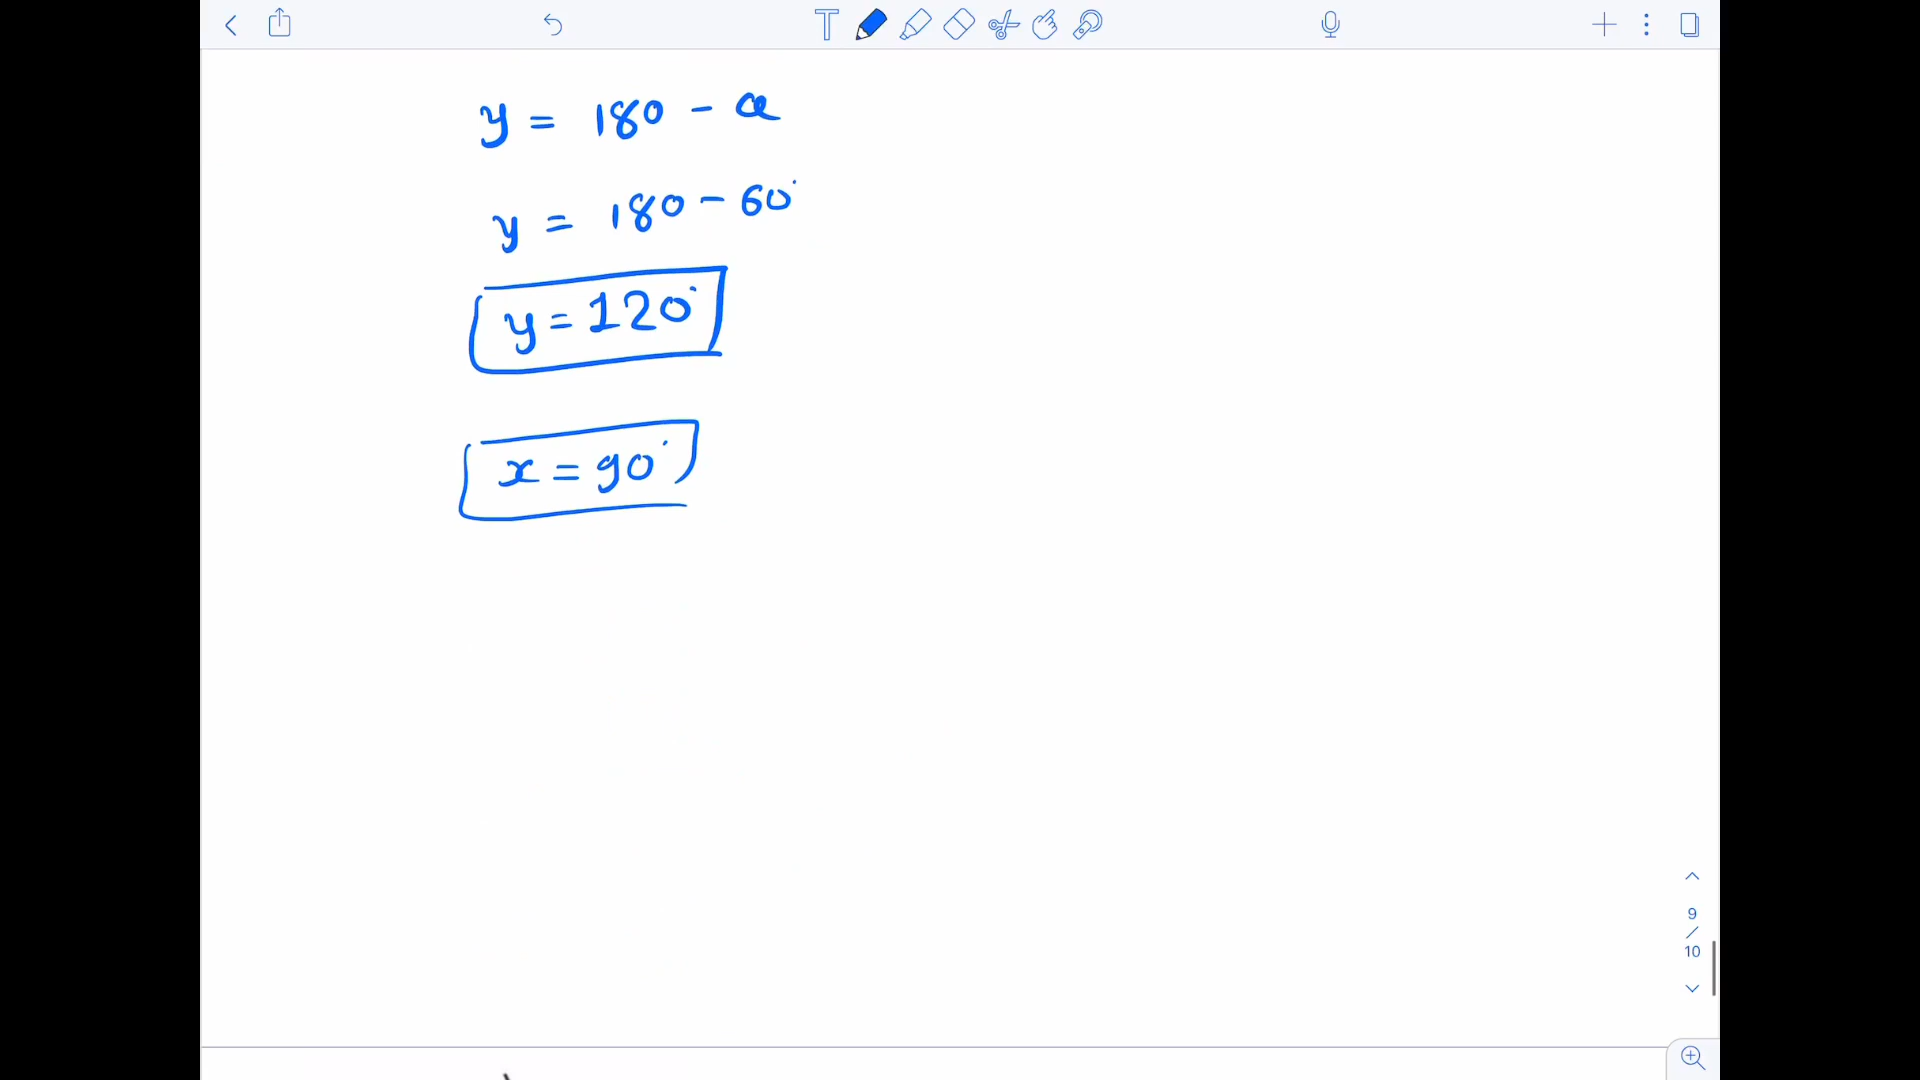 y = 180 - a
y = 180 - 60°
y = 120°
x = 90°
9
/
10